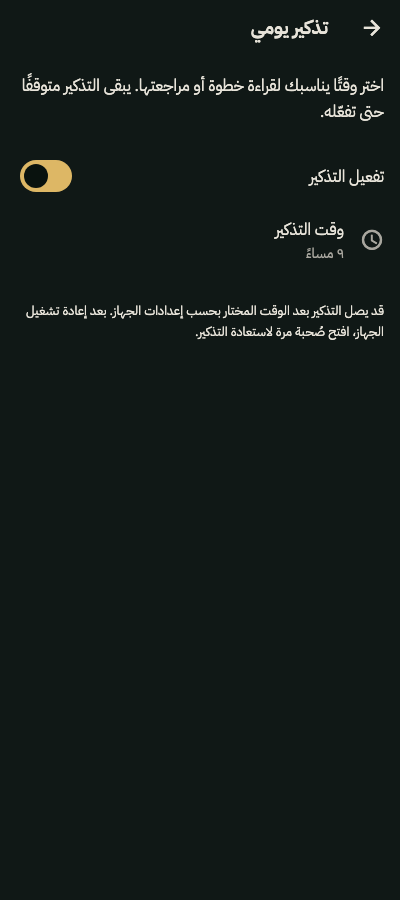 تذكير يومي
اختر وقتًا يناسبك لقراءة خطوة أو مراجعتها. يبقى التذكير متوقفًا
حتى تفعّله.
تفعيل التذكير
وقت التذكير
٩ مساءً
قد يصل التذكير بعد الوقت المختار بحسب إعدادات الجهاز. بعد إعادة تشغيل
الجهاز، افتح صُحبة مرة لاستعادة التذكير.